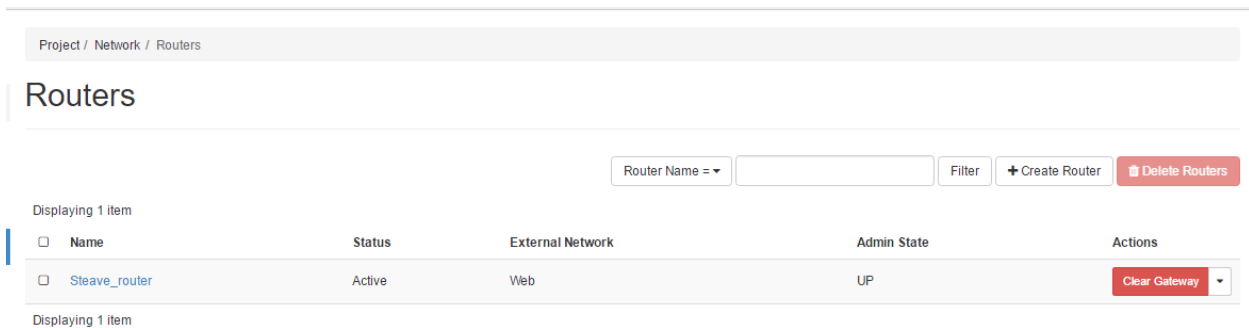 Project / Network / Routers
Routers
Router Name = Filter + Create Router Delete Routers
Displaying 1 item
Name Status External Network Admin State Actions
Steave_router Active Web UP Clear Gateway
Displaying 1 item